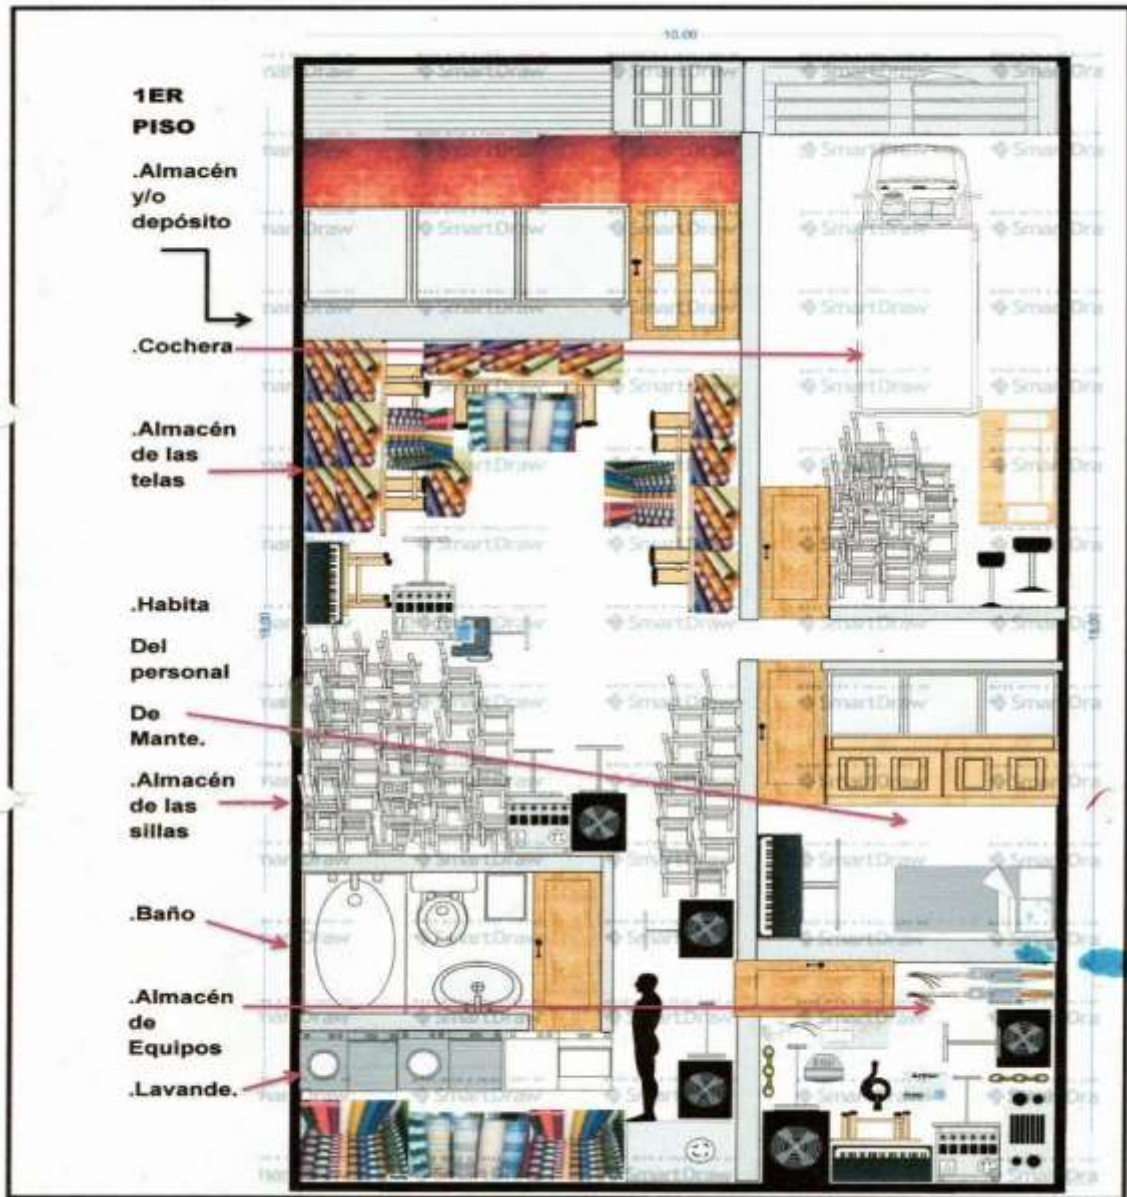 10.00
1ER
PISO
.Almacén
y/o
depósito
.Cochera
.Almacén
de las
telas
.Habita
Del
personal
De
Mante.
.Almacén
de las
sillas
.Baño
.Almacén
de
Equipos
.Lavande.
SmartDraw